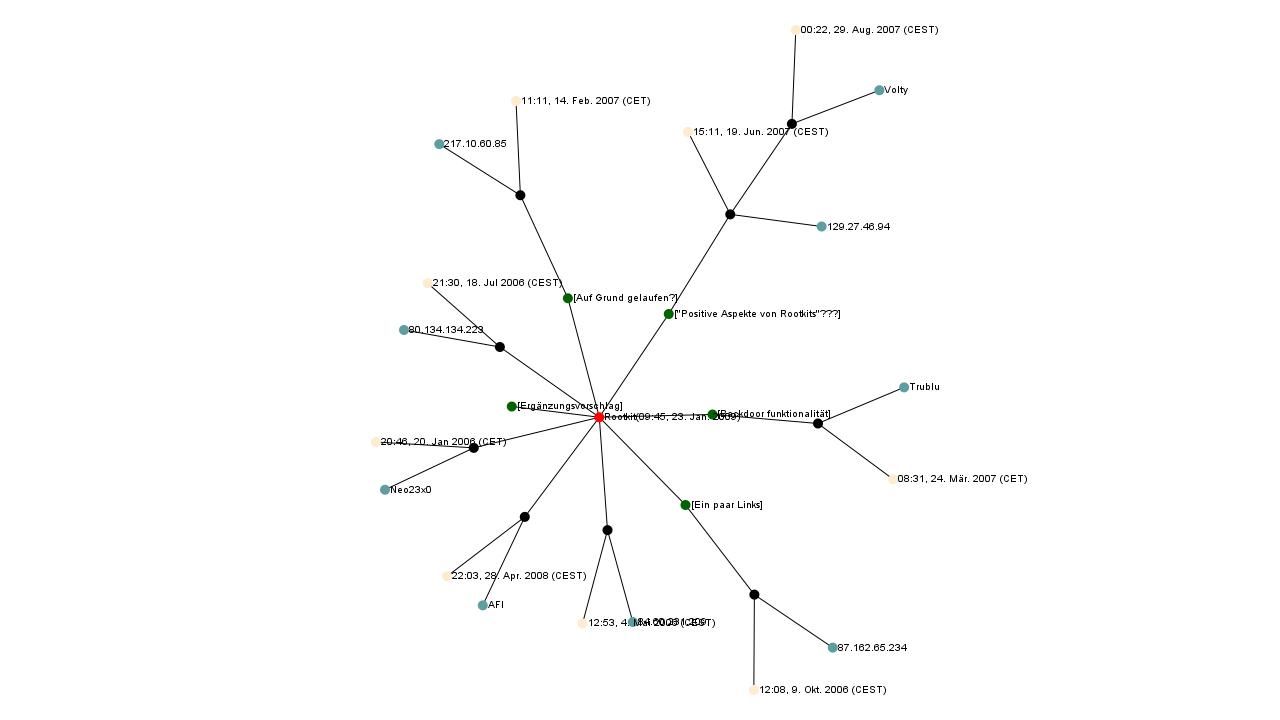 00:22, 29. Aug. 2007 (CEST)
Volty
11:11, 14. Feb. 2007 (CET)
15:11, 19. Jun. 2007 (CEST)
217.10.60.85
129.27.46.94
21:30, 18. Jul 2006 (CEST)
[Auf Grund gelaufen?]
["Positive Aspekte von Rootkits"???]
80.134.134.223
Trublu
[Ergänzungsvorschlag]
Rootkit(09:45, 23. Jan. 2009)
[Backdoor funktionalität]
20:46, 20. Jan 2006 (CET)
08:31, 24. Mär. 2007 (CET)
Neo23x0
[Ein paar Links]
22:03, 28. Apr. 2008 (CEST)
AFI
12:53, 4. Mai 2006 (CEST)
87.162.65.234
12:08, 9. Okt. 2006 (CEST)